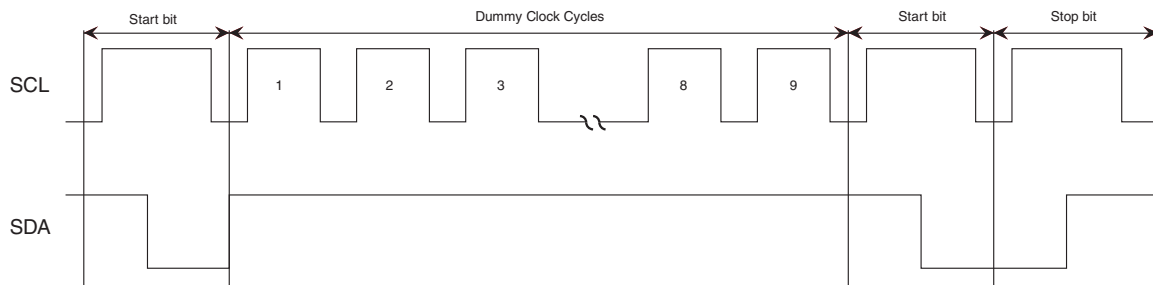 Start bit
Dummy Clock Cycles
Start bit
Stop bit
SCL
1
2
3
8
9
SDA